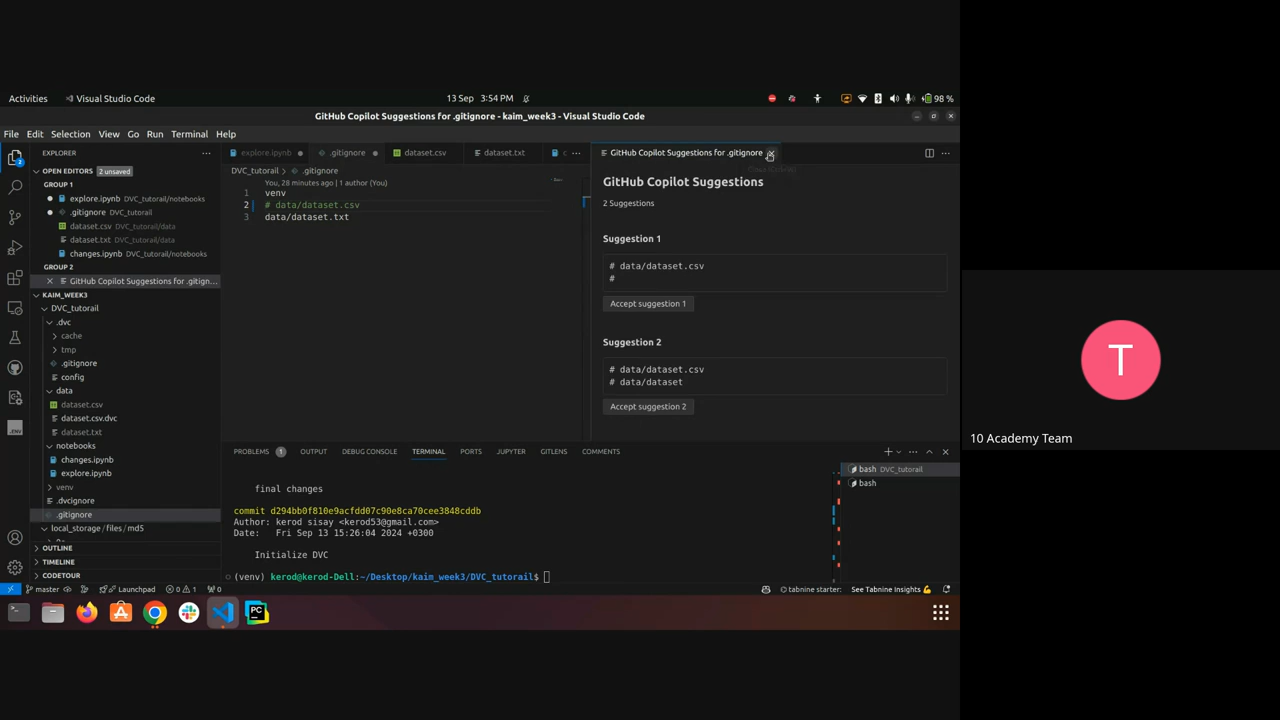 Activities
Visual Studio Code
13 Sep 3:54 PM
98 %
GitHub Copilot Suggestions for .gitignore - kaim_week3 - Visual Studio Code
File Edit Selection View Go Run Terminal Help
EXPLORER
OPEN EDITORS 2 unsaved
GROUP 1
explore.ipynb DVC_tutorail/notebooks
.gitignore DVC_tutorail
dataset.csv DVC_tutorail/data
dataset.txt DVC_tutorail/data
changes.ipynb DVC_tutorail/notebooks
GROUP 2
GitHub Copilot Suggestions for .gitign...
KAIM_WEEK3
DVC_tutorail
.dvc
cache
tmp
.gitignore
config
data
dataset.csv
dataset.csv.dvc
dataset.txt
notebooks
changes.ipynb
explore.ipynb
venv
.dvcignore
.gitignore
local_storage / files / md5
OUTLINE
TIMELINE
CODETOUR
explore.ipynb
.gitignore
dataset.csv
dataset.txt
DVC_tutorail > .gitignore
You, 28 minutes ago | 1 author (You)
1 venv
2 # data/dataset.csv
3 data/dataset.txt
GitHub Copilot Suggestions for .gitignore
GitHub Copilot Suggestions
2 Suggestions
Suggestion 1
# data/dataset.csv
#
Accept suggestion 1
Suggestion 2
# data/dataset.csv
# data/dataset
Accept suggestion 2
PROBLEMS 1 OUTPUT DEBUG CONSOLE TERMINAL PORTS JUPYTER GITLENS COMMENTS
final changes
commit d294bb0f810e9acfdd07c90e8ca70cee3848cddb
Author: kerod sisay <kerod53@gmail.com>
Date: Fri Sep 13 15:26:04 2024 +0300
Initialize DVC
(venv) kerod@kerod-Dell:~/Desktop/kaim_week3/DVC_tutorail$
bash DVC_tutorail
bash
master
Launchpad
0 1
0
tabnine starter:
See Tabnine Insights
T
10 Academy Team